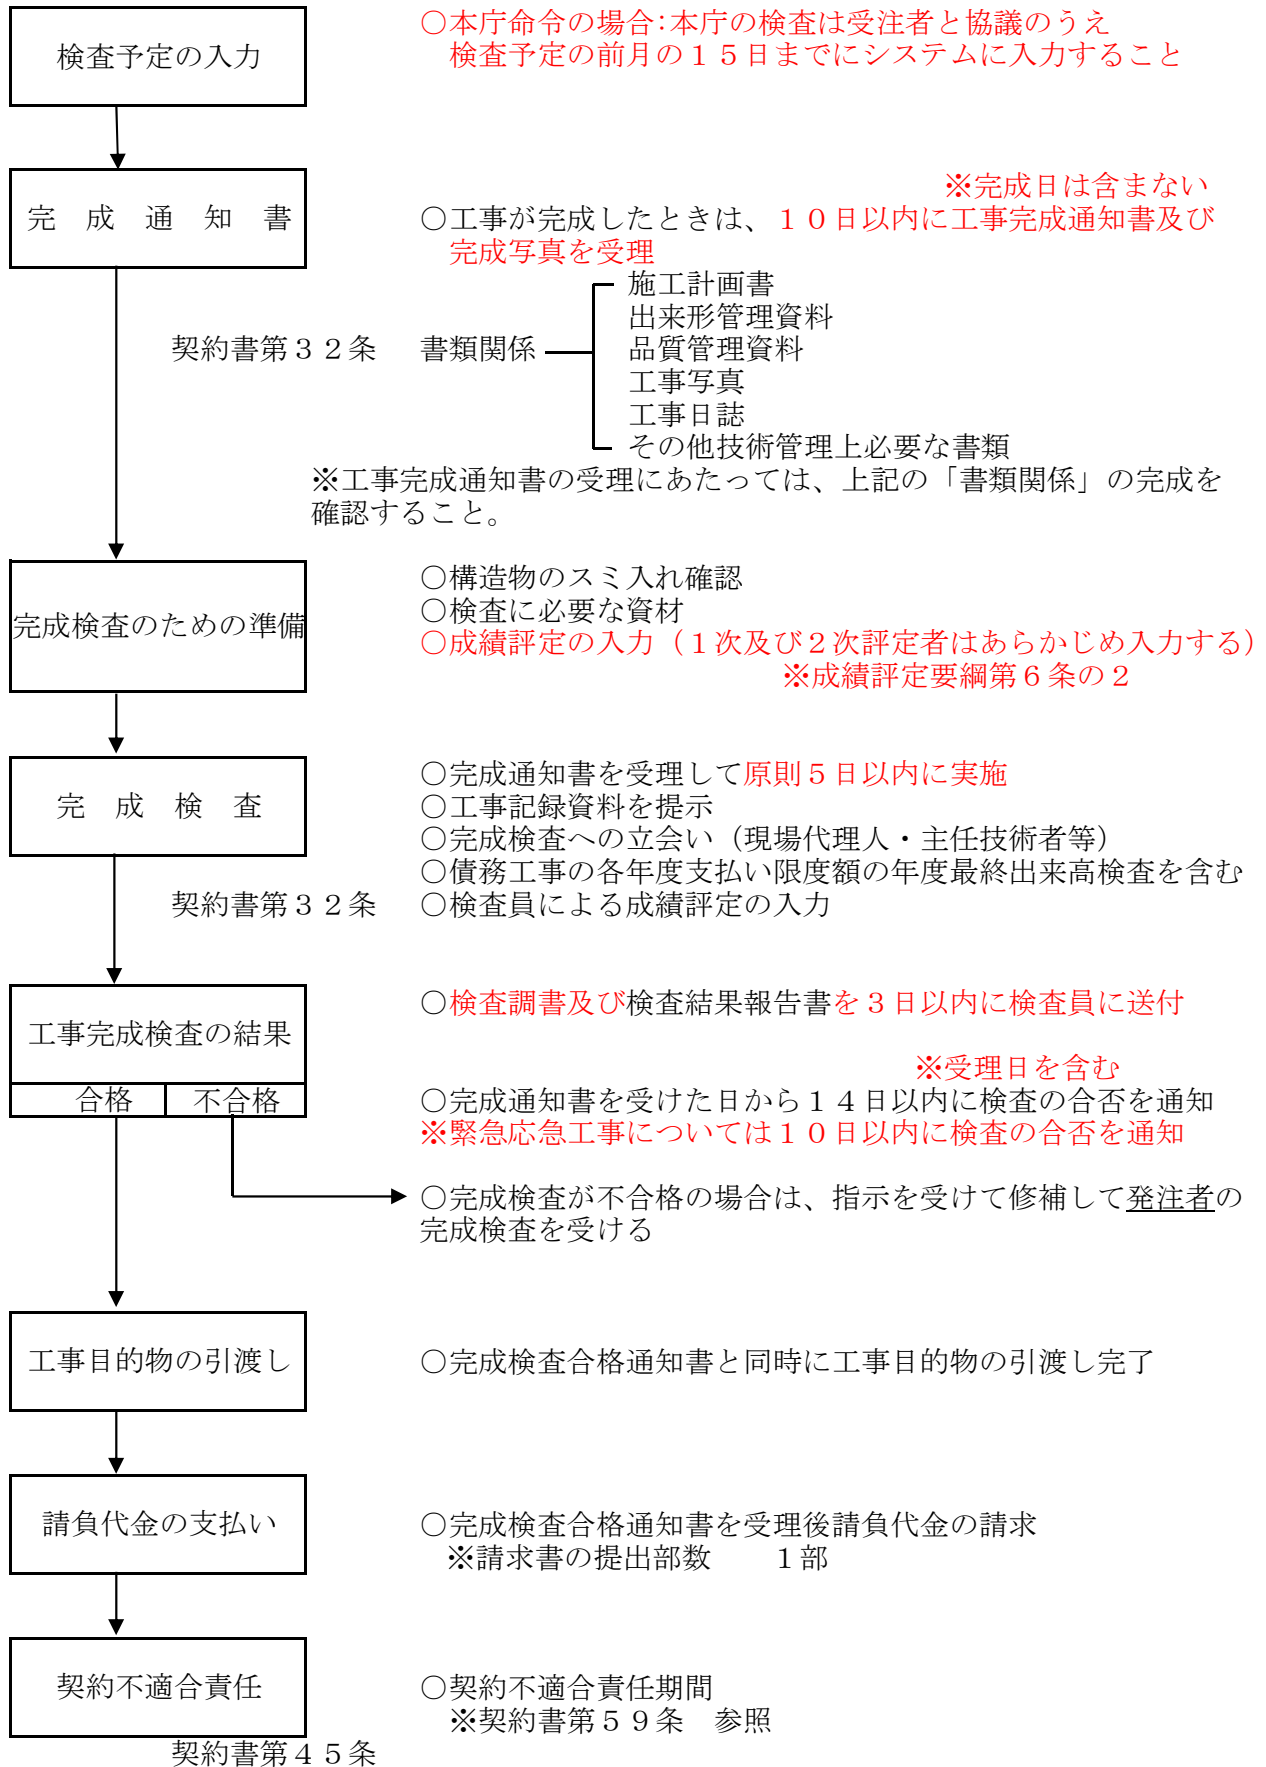 検査予定の入力
○本庁命令の場合:本庁の検査は受注者と協議のうえ
検査予定の前月の１５日までにシステムに入力すること
完　成　通　知　書
※完成日は含まない
○工事が完成したときは、１０日以内に工事完成通知書及び
完成写真を受理
契約書第３２条
書類関係
施工計画書
出来形管理資料
品質管理資料
工事写真
工事日誌
その他技術管理上必要な書類
※工事完成通知書の受理にあたっては、上記の「書類関係」の完成を
確認すること。
完成検査のための準備
○構造物のスミ入れ確認
○検査に必要な資材
○成績評定の入力（１次及び２次評定者はあらかじめ入力する）
※成績評定要綱第６条の２
完　成　検　査
○完成通知書を受理して原則５日以内に実施
○工事記録資料を提示
○完成検査への立会い（現場代理人・主任技術者等）
○債務工事の各年度支払い限度額の年度最終出来高検査を含む
契約書第３２条
○検査員による成績評定の入力
工事完成検査の結果
○検査調書及び検査結果報告書を３日以内に検査員に送付
※受理日を含む
合格
不合格
○完成通知書を受けた日から１４日以内に検査の合否を通知
※緊急応急工事については１０日以内に検査の合否を通知
○完成検査が不合格の場合は、指示を受けて修補して発注者の
完成検査を受ける
工事目的物の引渡し
○完成検査合格通知書と同時に工事目的物の引渡し完了
請負代金の支払い
○完成検査合格通知書を受理後請負代金の請求
※請求書の提出部数　　１部
契約不適合責任
○契約不適合責任期間
※契約書第５９条　参照
契約書第４５条